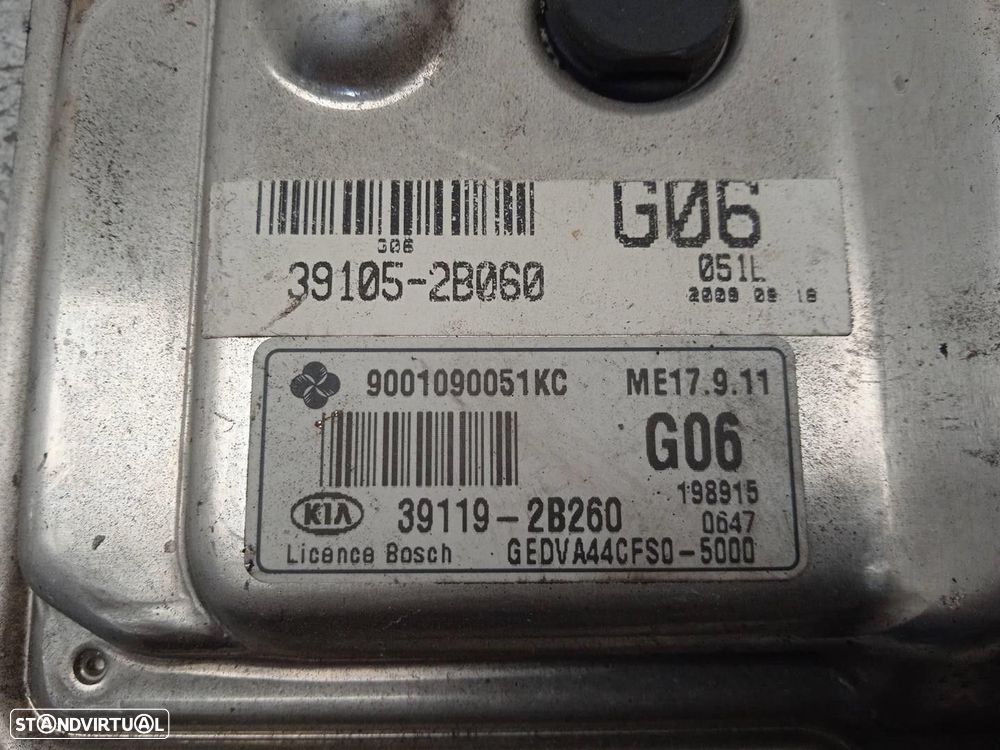 G06
G06
39105-2B060
051L
2009 09 18
9001090051KC ME17.9.11
G06
198915
KIA 39119-2B260 0647
Licence Bosch GEDVA44CFS0-5000
STANDVIRTUAL